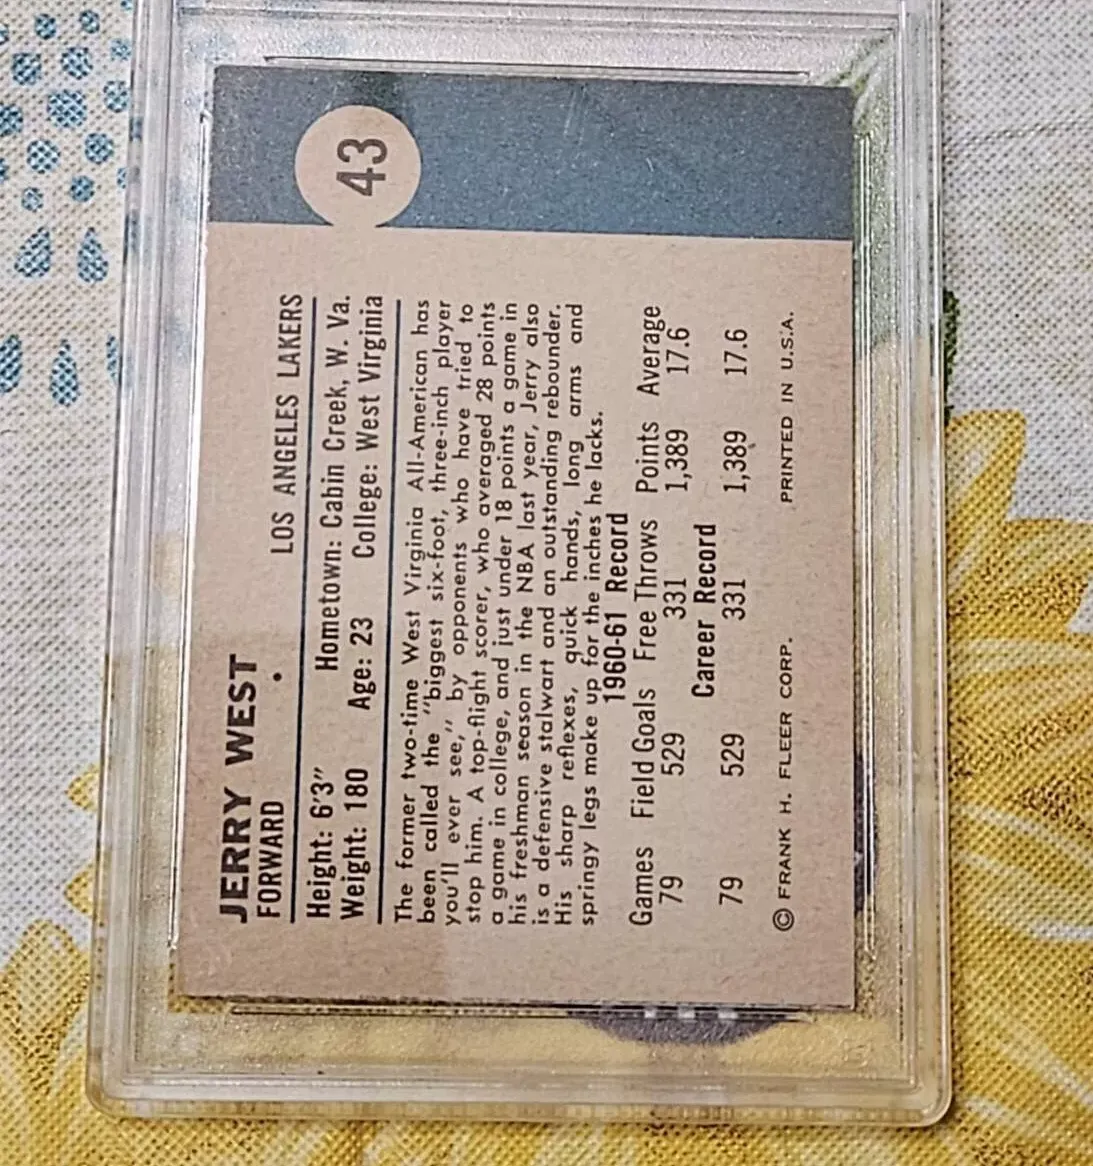 43
JERRY WEST
FORWARD LOS ANGELES LAKERS
Height: 6'3" Hometown: Cabin Creek, W. Va.
Weight: 180 Age: 23 College: West Virginia
The former two-time West Virginia All-American has
been called the "biggest six-foot, three-inch player
you'll ever see," by opponents who have tried to
stop him. A top-flight scorer, who averaged 28 points
a game in college, and just under 18 points a game in
his freshman season in the NBA last year, Jerry also
is a defensive stalwart and an outstanding rebounder.
His sharp reflexes, quick hands, long arms and
springy legs make up for the inches he lacks.
1960-61 Record
Games Field Goals Free Throws Points Average
79 529 331 1,389 17.6
Career Record
79 529 331 1,389 17.6
© FRANK H. FLEER CORP. PRINTED IN U.S.A.